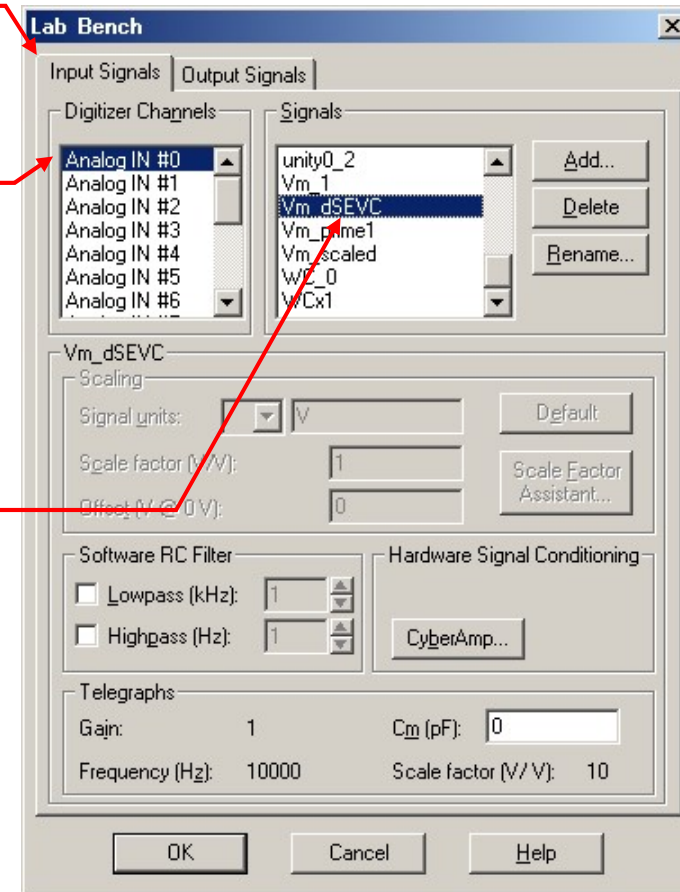 Lab Bench
Input Signals Output Signals
Digitizer Channels
Analog IN #0
Analog IN #1
Analog IN #2
Analog IN #3
Analog IN #4
Analog IN #5
Analog IN #6
Signals
unity0_2
Vm_1
Vm_dSEVC
Vm_prime1
Vm_scaled
WC_0
WCx1
Add...
Delete
Rename...
Vm_dSEVC
Scaling
Signal units: V
Default
Scale factor (V/V): 1
Scale Factor
Assistant...
Offset (V @ 0 V): 0
Software RC Filter
Lowpass (kHz): 1
Highpass (Hz): 1
Hardware Signal Conditioning
CyberAmp...
Telegraphs
Gain: 1 Cm (pF): 0
Frequency (Hz): 10000 Scale factor (V/ V): 10
OK Cancel Help